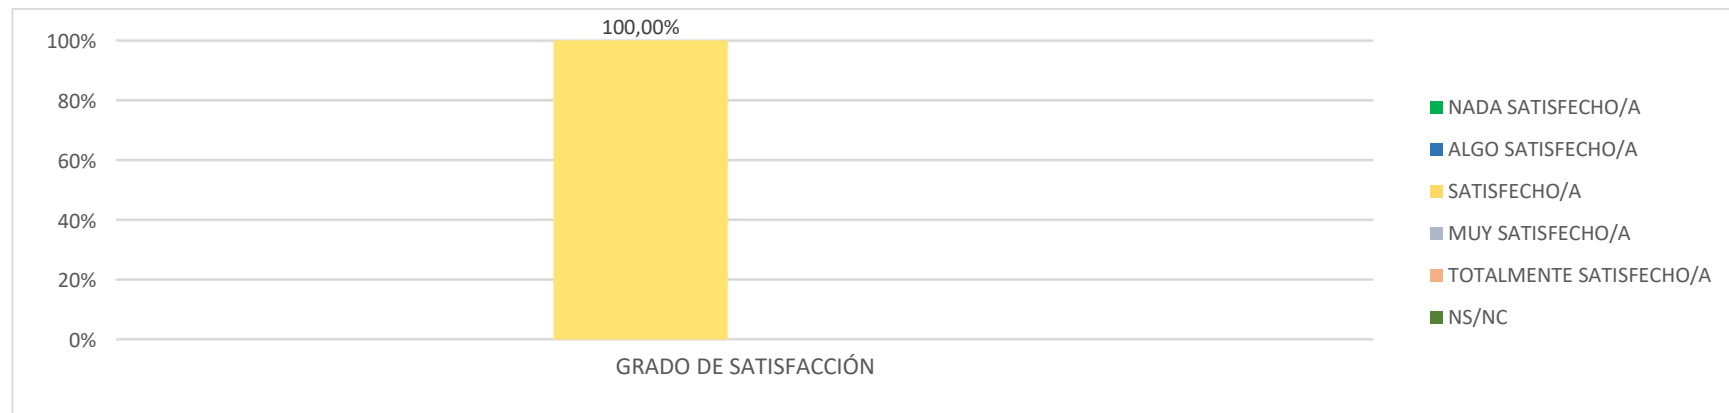 100,00%
100%
80%
60%
40%
20%
0%
GRADO DE SATISFACCIÓN
NADA SATISFECHO/A
ALGO SATISFECHO/A
SATISFECHO/A
MUY SATISFECHO/A
TOTALMENTE SATISFECHO/A
NS/NC